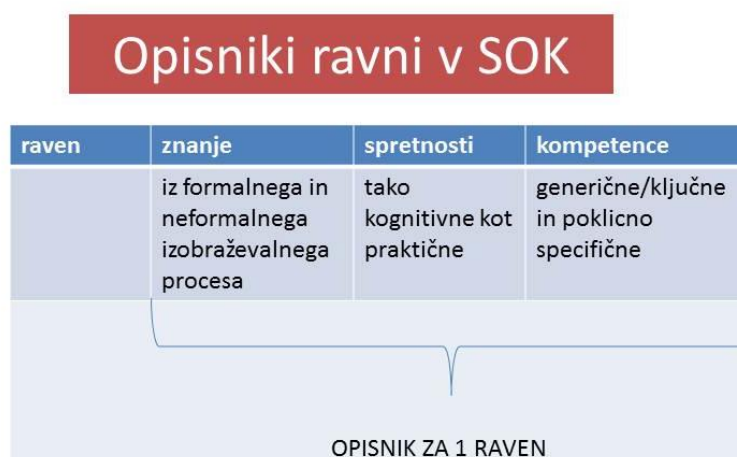 Opisniki ravni v SOK
raven znanje spretnosti kompetence
iz formalnega in tako generične/ključne
neformalnega kognitivne kot in poklicno
izobraževalnega praktične specifične
procesa
OPISNIK ZA 1 RAVEN